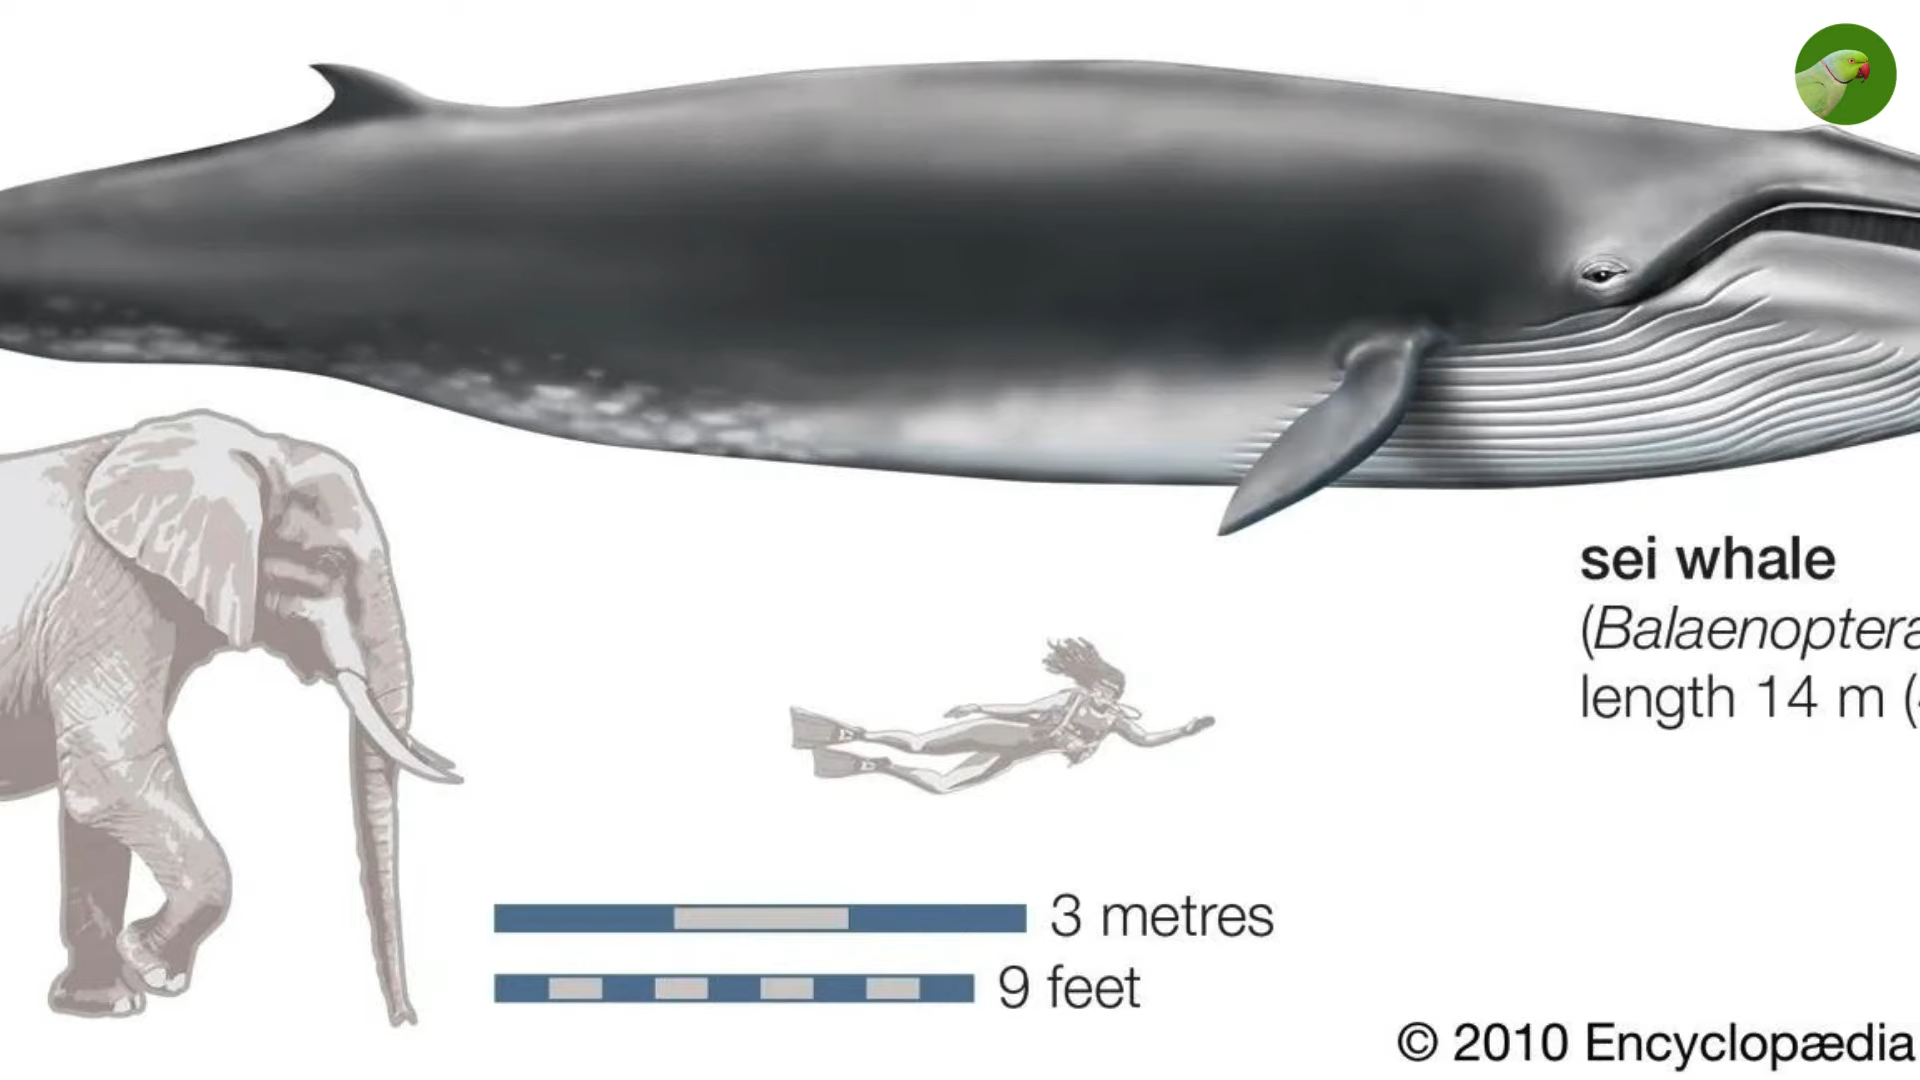 sei whale
(Balaenoptera
length 14 m (
3 metres
9 feet
© 2010 Encyclopædia